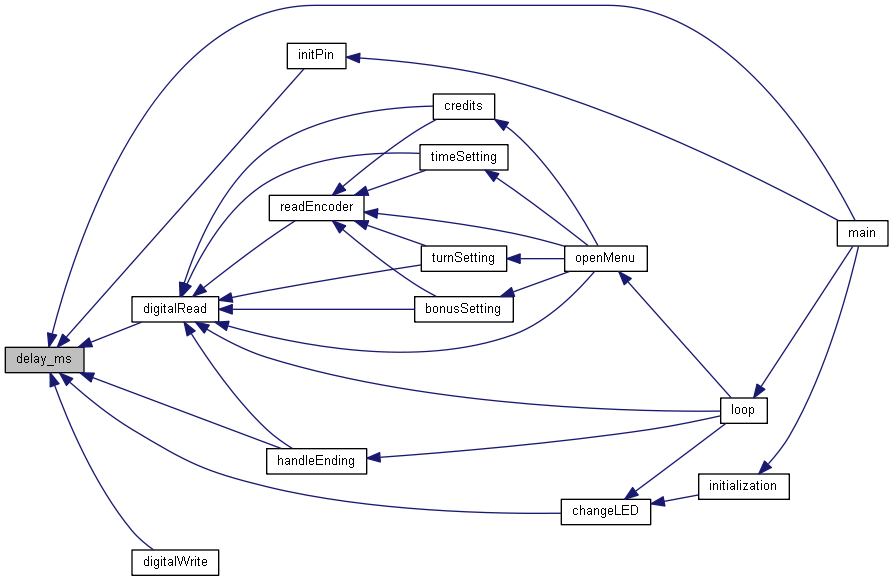 initPin
credits
timeSetting
readEncoder
main
turnSetting
openMenu
digitalRead
bonusSetting
delay_ms
loop
handleEnding
initialization
changeLED
digitalWrite